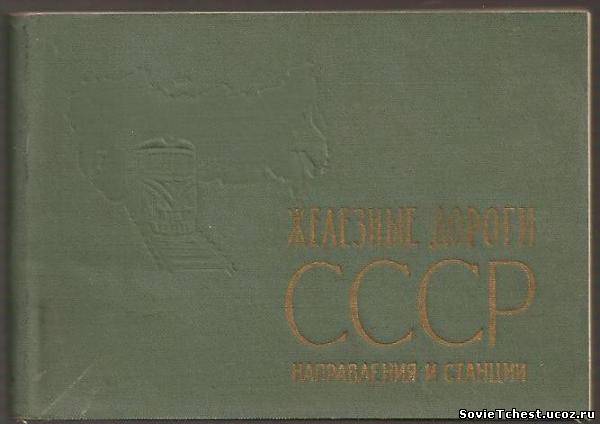 ЖЕЛЕЗНЫЕ ДОРОГИ
СССР
НАПРАВЛЕНИЯ И СТАНЦИИ
SovieTchest.ucoz.ru